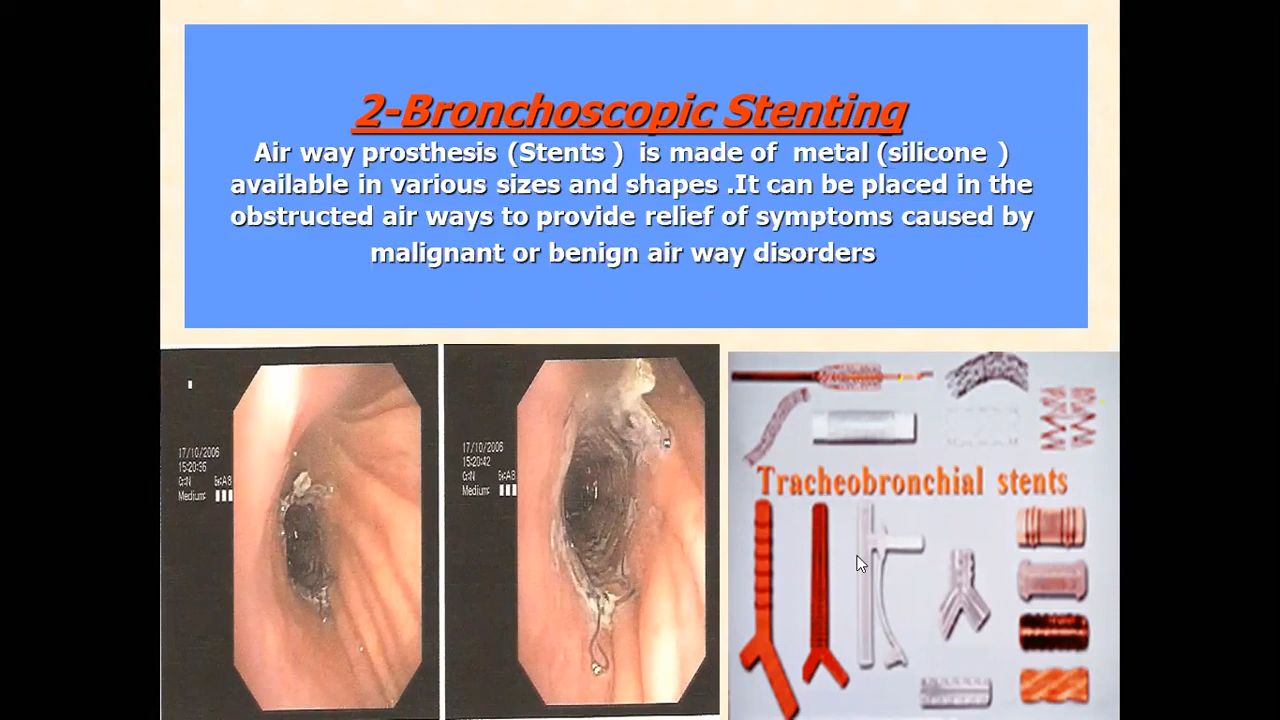 2-Bronchoscopic Stenting
Air way prosthesis (Stents ) is made of metal (silicone )
available in various sizes and shapes .It can be placed in the
obstructed air ways to provide relief of symptoms caused by
malignant or benign air way disorders
17/10/2006
15:20:36
Medium:
17/10/2006
15:20:42
Medium:
Tracheobronchial stents